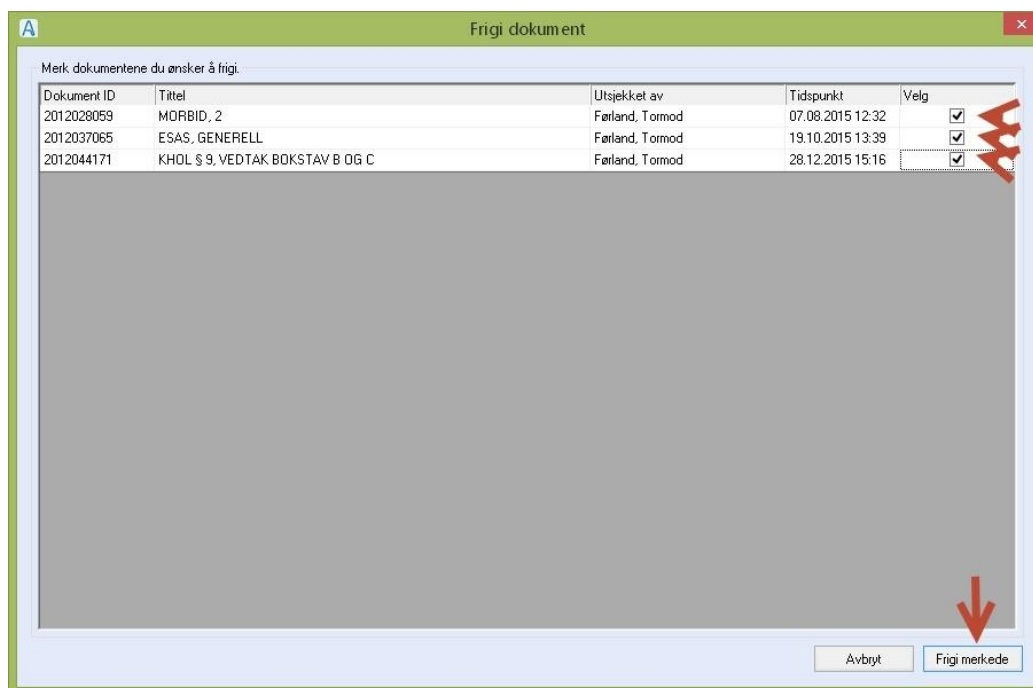 A Frigi dokument x
Merk dokumentene du ønsker å frigi.
Dokument ID Tittel Utsjekket av Tidspunkt Velg
2012028059 MORBID, 2 Førland, Tormod 07.08.2015 12:32
2012037065 ESAS, GENERELL Førland, Tormod 19.10.2015 13:39
2012044171 KHOL § 9, VEDTAK BOKSTAV B OG C Førland, Tormod 28.12.2015 15:16
Avbryt Frigi merkede